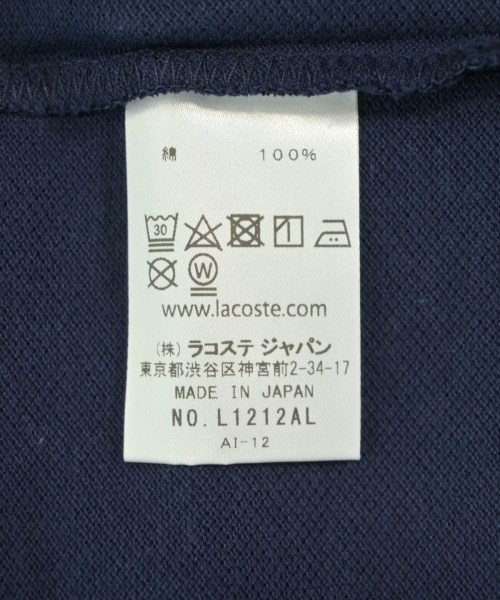 綿 100%
30
W
www.lacoste.com
(株) ラコステ ジャパン
東京都渋谷区神宮前2-34-17
MADE IN JAPAN
NO. L1212AL
AI-12